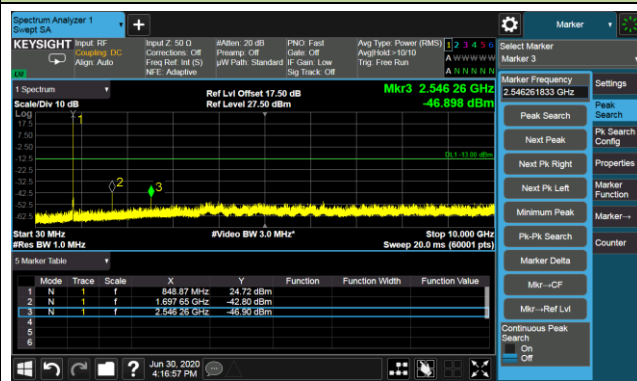 Spectrum Analyzer 1
Swept SA
Marker
KEYSIGHT
Input: RF
Coupling: DC
Align: Auto
Input Z: 50 Ω
Corrections: Off
Freq Ref: Int (S)
NFE: Adaptive
#Atten: 20 dB
Preamp: Off
µW Path: Standard
PNO: Fast
Gate: Off
IF Gain: Low
Sig Track: Off
Avg Type: Power (RMS)
Avg|Hold:>10/10
Trig: Free Run
1 2 3 4 5 6
A W W W W W
A N N N N N
Select Marker
Marker 3
1 Spectrum
Scale/Div 10 dB
Ref Lvl Offset 17.50 dB
Ref Level 27.50 dBm
Mkr3 2.546 26 GHz
-46.898 dBm
Log
17.5
7.50
-2.50
-12.5
-22.5
-32.5
-42.5
-52.5
-62.5
1
2
3
DL1 -13.00 dBm
Start 30 MHz
#Res BW 1.0 MHz
#Video BW 3.0 MHz*
Stop 10.000 GHz
Sweep 20.0 ms (60001 pts)
5 Marker Table
Mode Trace Scale X Y Function Function Width Function Value
1 N 1 f 848.87 MHz 24.72 dBm
2 N 1 f 1.697 65 GHz -42.80 dBm
3 N 1 f 2.546 26 GHz -46.90 dBm
4
5
6
Marker Frequency
2.546261833 GHz
Peak Search
Next Peak
Next Pk Right
Next Pk Left
Minimum Peak
Pk-Pk Search
Marker Delta
Mkr→CF
Mkr→Ref Lvl
Continuous Peak
Search
On
Off
Settings
Peak
Search
Pk Search
Config
Properties
Marker
Function
Marker→
Counter
Jun 30, 2020
4:16:57 PM